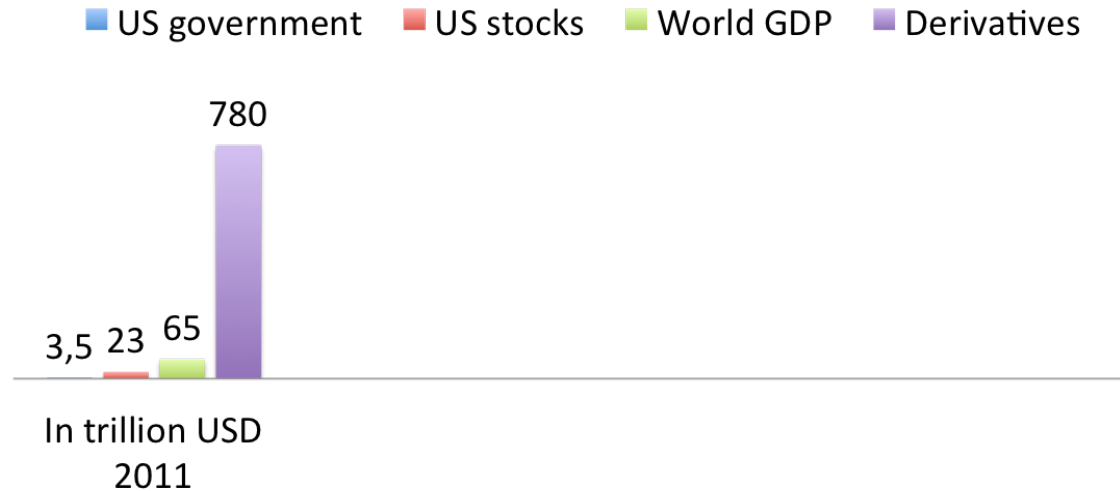 US government US stocks World GDP Derivatives
780
3,5 23 65
In trillion USD
2011